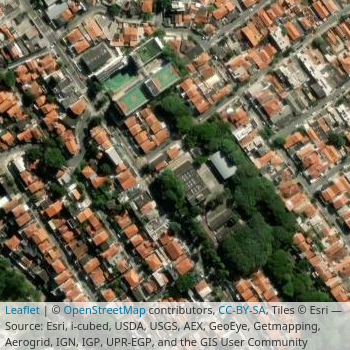 Leaflet | © OpenStreetMap contributors, CC-BY-SA, Tiles © Esri —
Source: Esri, i-cubed, USDA, USGS, AEX, GeoEye, Getmapping,
Aerogrid, IGN, IGP, UPR-EGP, and the GIS User Community